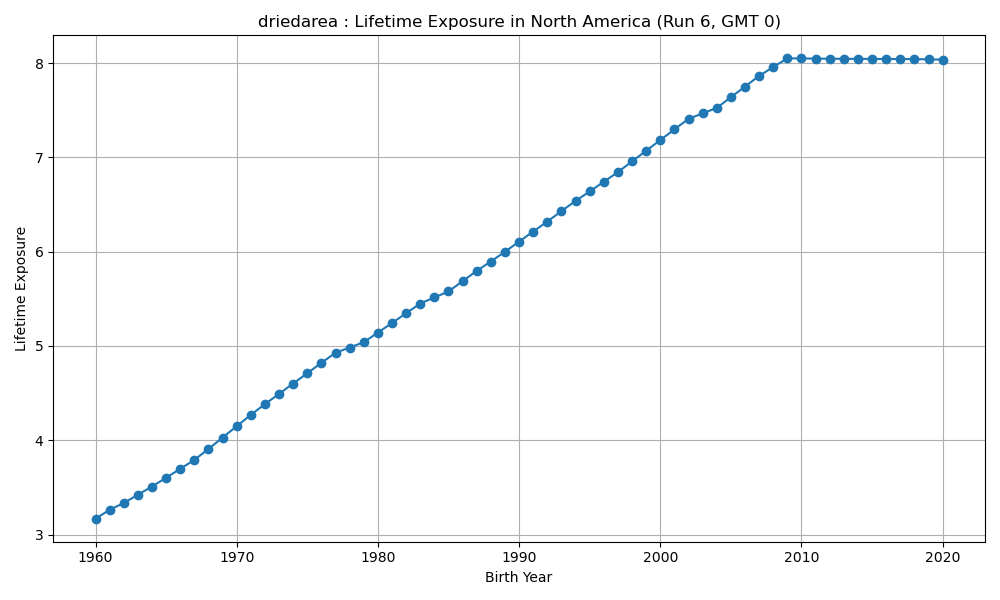 driedarea : Lifetime Exposure in North America (Run 6, GMT 0)
8
7
6
5
4
3
Lifetime Exposure
1960 1970 1980 1990 2000 2010 2020
Birth Year